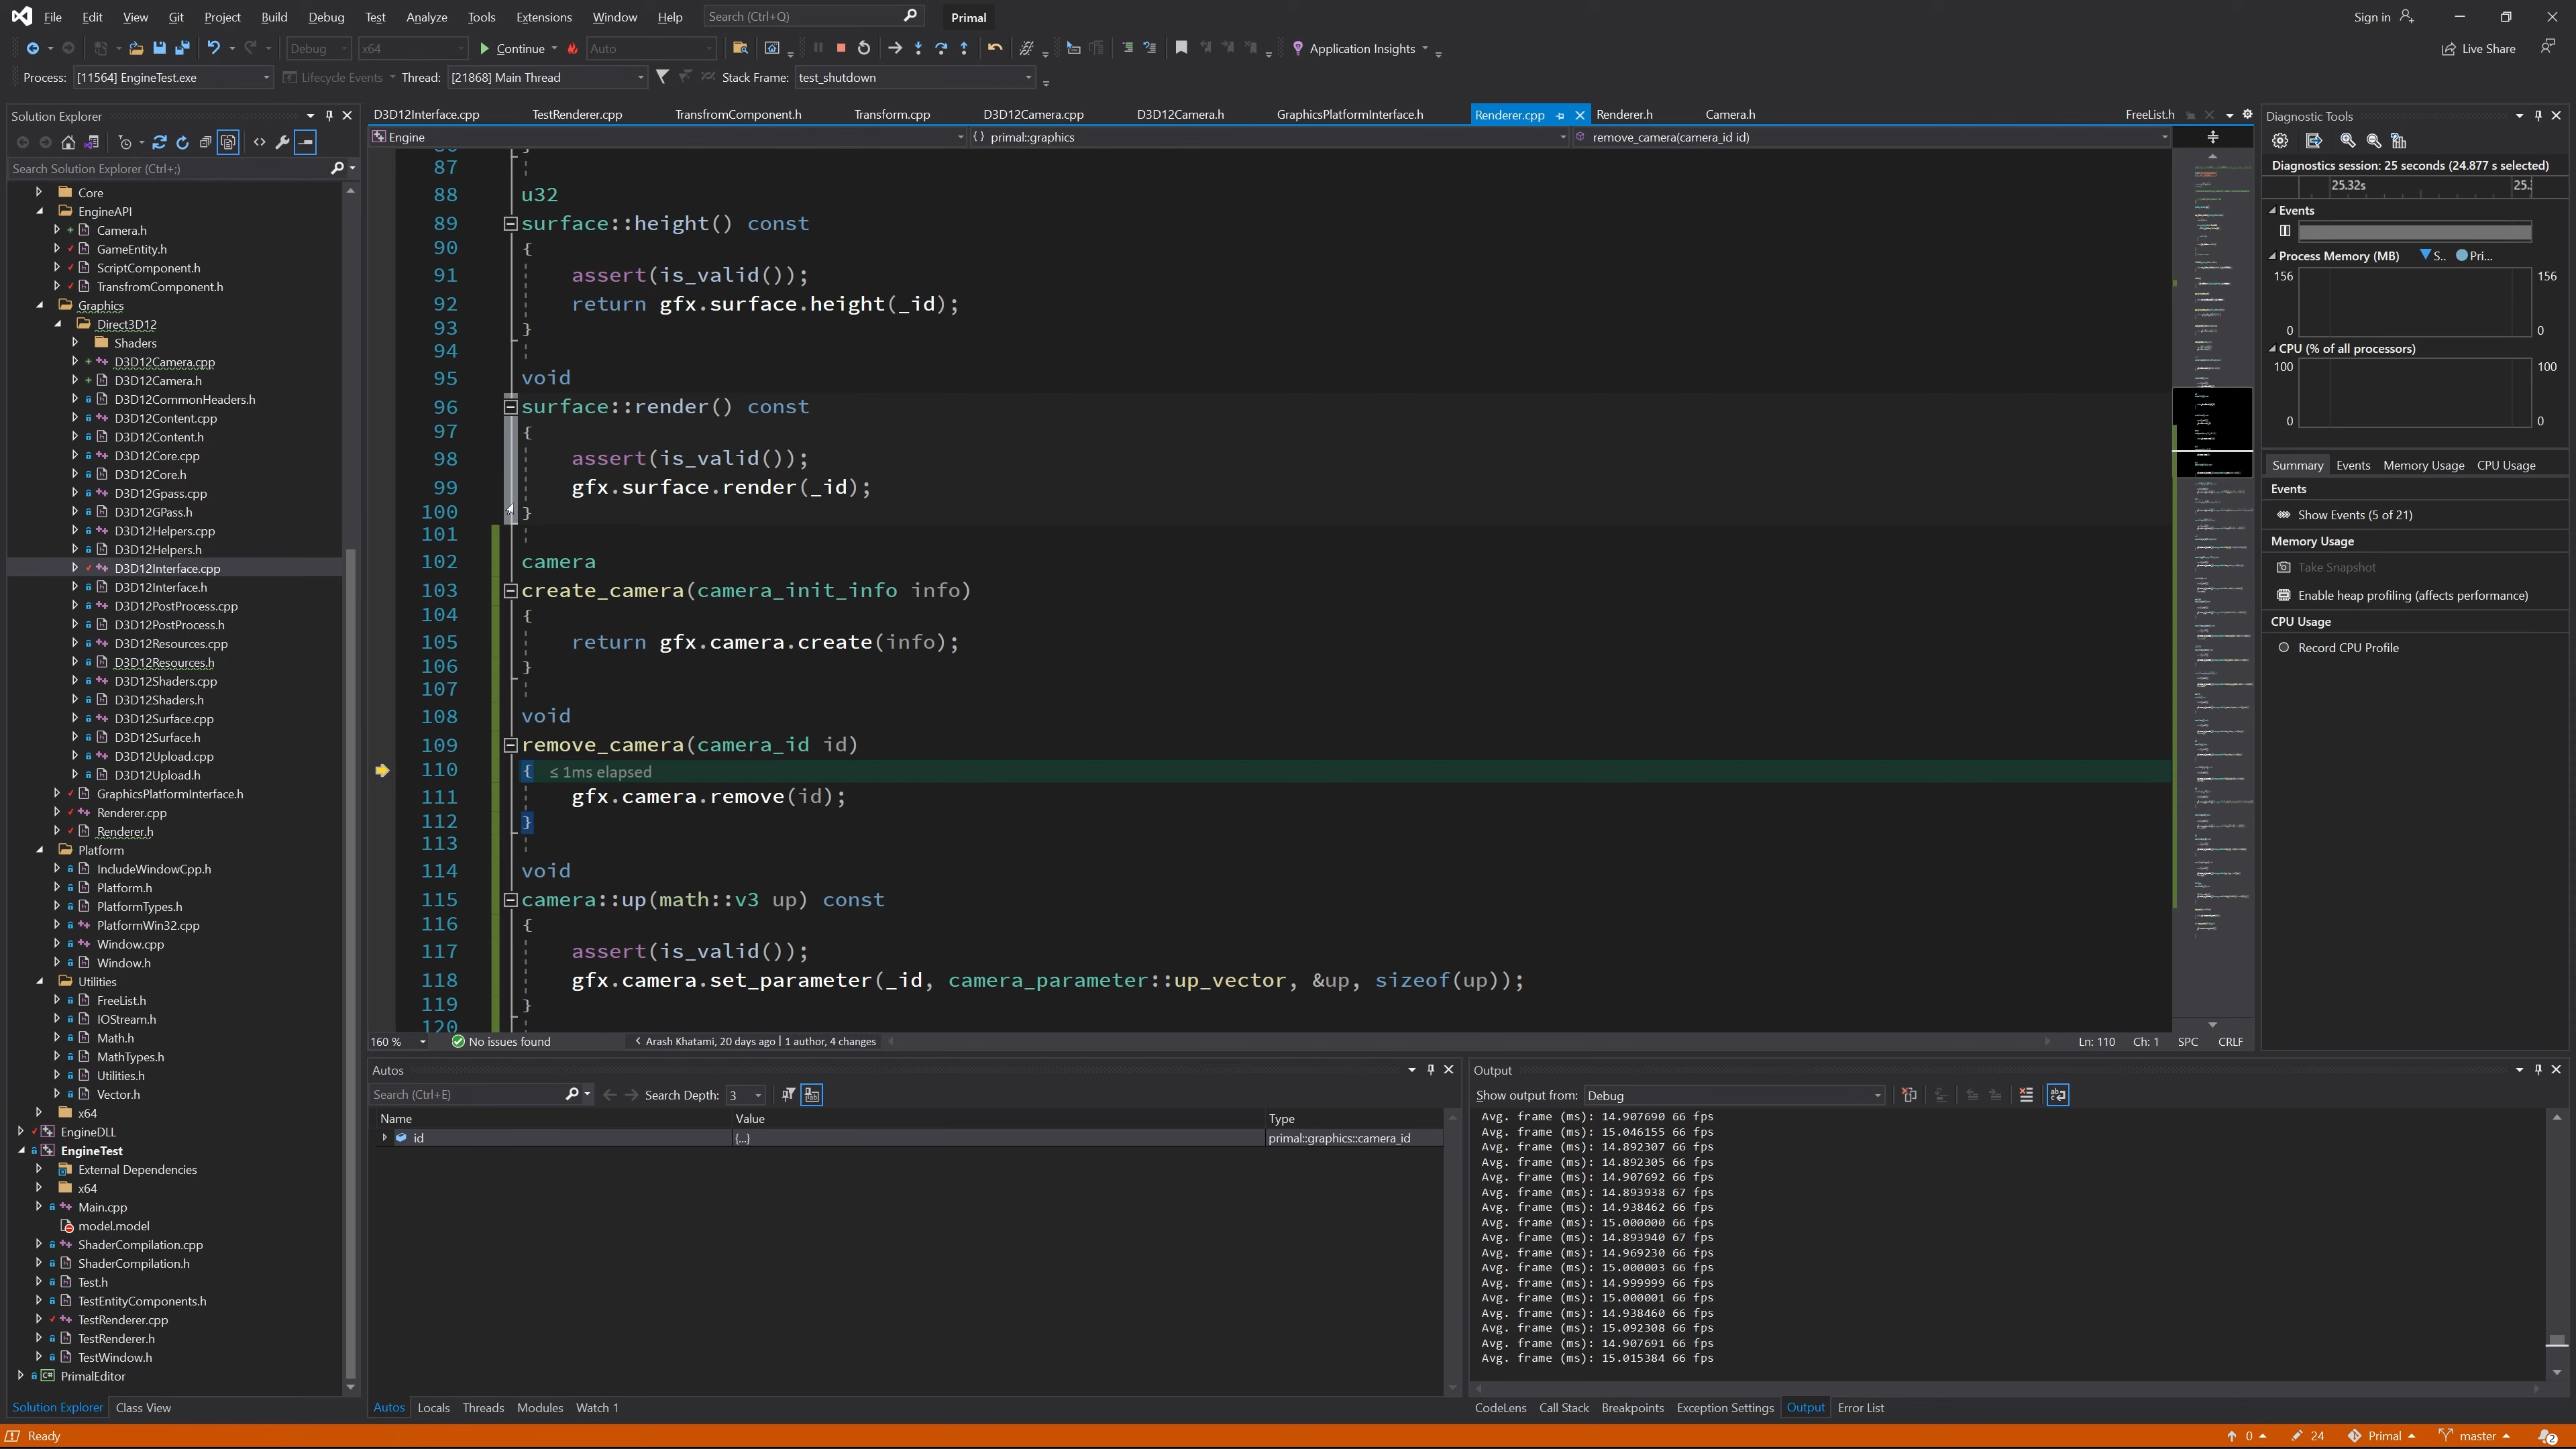 File Edit View Git Project Build Debug Test Analyze Tools Extensions Window Help Search (Ctrl+Q) Primal Sign in
Debug x64 Continue Auto Application Insights Live Share
Process: [11564] EngineTest.exe Lifecycle Events Thread: [21868] Main Thread Stack Frame: test_shutdown
Solution Explorer
Search Solution Explorer (Ctrl+;)
Core
EngineAPI
Camera.h
GameEntity.h
ScriptComponent.h
TransfromComponent.h
Graphics
Direct3D12
Shaders
D3D12Camera.cpp
D3D12Camera.h
D3D12CommonHeaders.h
D3D12Content.cpp
D3D12Content.h
D3D12Core.cpp
D3D12Core.h
D3D12Gpass.cpp
D3D12GPass.h
D3D12Helpers.cpp
D3D12Helpers.h
D3D12Interface.cpp
D3D12Interface.h
D3D12PostProcess.cpp
D3D12PostProcess.h
D3D12Resources.cpp
D3D12Resources.h
D3D12Shaders.cpp
D3D12Shaders.h
D3D12Surface.cpp
D3D12Surface.h
D3D12Upload.cpp
D3D12Upload.h
GraphicsPlatformInterface.h
Renderer.cpp
Renderer.h
Platform
IncludeWindowCpp.h
Platform.h
PlatformTypes.h
PlatformWin32.cpp
Window.cpp
Window.h
Utilities
FreeList.h
IOStream.h
Math.h
MathTypes.h
Utilities.h
Vector.h
x64
EngineDLL
EngineTest
External Dependencies
x64
Main.cpp
model.model
ShaderCompilation.cpp
ShaderCompilation.h
Test.h
TestEntityComponents.h
TestRenderer.cpp
TestRenderer.h
TestWindow.h
PrimalEditor
Solution Explorer Class View
D3D12Interface.cpp TestRenderer.cpp TransfromComponent.h Transform.cpp D3D12Camera.cpp D3D12Camera.h GraphicsPlatformInterface.h Renderer.cpp Renderer.h Camera.h FreeList.h
Engine primal::graphics remove_camera(camera_id id)
87
88 u32
89 surface::height() const
90 {
91 assert(is_valid());
92 return gfx.surface.height(_id);
93 }
94
95 void
96 surface::render() const
97 {
98 assert(is_valid());
99 gfx.surface.render(_id);
100 }
101
102 camera
103 create_camera(camera_init_info info)
104 {
105 return gfx.camera.create(info);
106 }
107
108 void
109 remove_camera(camera_id id)
110 { ≤ 1ms elapsed
111 gfx.camera.remove(id);
112 }
113
114 void
115 camera::up(math::v3 up) const
116 {
117 assert(is_valid());
118 gfx.camera.set_parameter(_id, camera_parameter::up_vector, &up, sizeof(up));
119 }
120
160 % No issues found < Arash Khatami, 20 days ago | 1 author, 4 changes Ln: 110 Ch: 1 SPC CRLF
Autos
Search (Ctrl+E) Search Depth: 3
Name Value Type
id {...} primal::graphics::camera_id
Autos Locals Threads Modules Watch 1
Output
Show output from: Debug
Avg. frame (ms): 14.907690 66 fps
Avg. frame (ms): 15.046155 66 fps
Avg. frame (ms): 14.892307 66 fps
Avg. frame (ms): 14.892305 66 fps
Avg. frame (ms): 14.907692 66 fps
Avg. frame (ms): 14.893938 67 fps
Avg. frame (ms): 14.938462 66 fps
Avg. frame (ms): 15.000000 66 fps
Avg. frame (ms): 14.893940 67 fps
Avg. frame (ms): 14.969230 66 fps
Avg. frame (ms): 15.000003 66 fps
Avg. frame (ms): 14.999999 66 fps
Avg. frame (ms): 15.000001 66 fps
Avg. frame (ms): 14.938460 66 fps
Avg. frame (ms): 15.092308 66 fps
Avg. frame (ms): 14.907691 66 fps
Avg. frame (ms): 15.015384 66 fps
CodeLens Call Stack Breakpoints Exception Settings Output Error List
Diagnostic Tools
Diagnostics session: 25 seconds (24.877 s selected)
25.32s 25.
Events
Process Memory (MB) S.. Pri...
156 156
0 0
CPU (% of all processors)
100 100
0 0
Summary Events Memory Usage CPU Usage
Events
Show Events (5 of 21)
Memory Usage
Take Snapshot
Enable heap profiling (affects performance)
CPU Usage
Record CPU Profile
Ready 0 24 Primal master 2